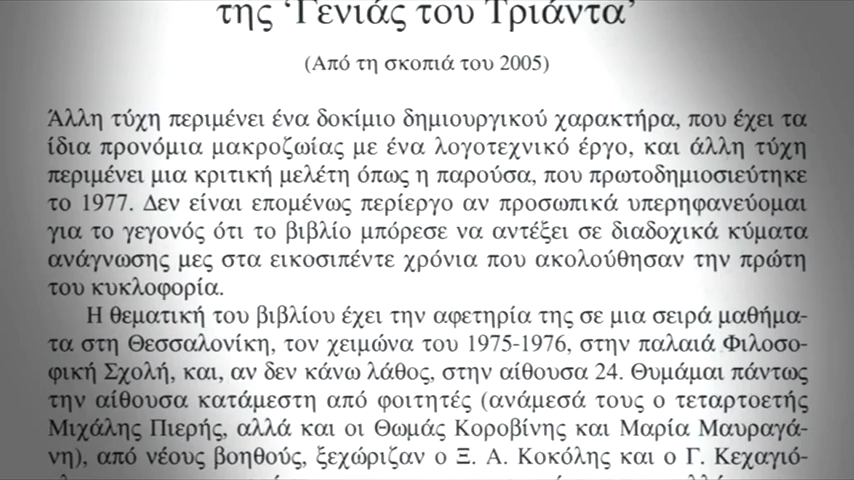 της ‘Γενιάς του Τριάντα’
(Από τη σκοπιά του 2005)
Άλλη τύχη περιμένει ένα δοκίμιο δημιουργικού χαρακτήρα, που έχει τα
ίδια προνόμια μακροζωίας με ένα λογοτεχνικό έργο, και άλλη τύχη
περιμένει μια κριτική μελέτη όπως η παρούσα, που πρωτοδημοσιεύτηκε
το 1977. Δεν είναι επομένως περίεργο αν προσωπικά υπερηφανεύομαι
για το γεγονός ότι το βιβλίο μπόρεσε να αντέξει σε διαδοχικά κύματα
ανάγνωσης μες στα εικοσιπέντε χρόνια που ακολούθησαν την πρώτη
του κυκλοφορία.
Η θεματική του βιβλίου έχει την αφετηρία της σε μια σειρά μαθήμα-
τα στη Θεσσαλονίκη, τον χειμώνα του 1975-1976, στην παλαιά Φιλοσο-
φική Σχολή, και, αν δεν κάνω λάθος, στην αίθουσα 24. Θυμάμαι πάντως
την αίθουσα κατάμεστη από φοιτητές (ανάμεσά τους ο τεταρτοετής
Μιχάλης Πιερής, αλλά και οι Θωμάς Κοροβίνης και Μαρία Μαυραγά-
νη), από νέους βοηθούς, ξεχώριζαν ο Ξ. Α. Κοκόλης και ο Γ. Κεχαγιό-